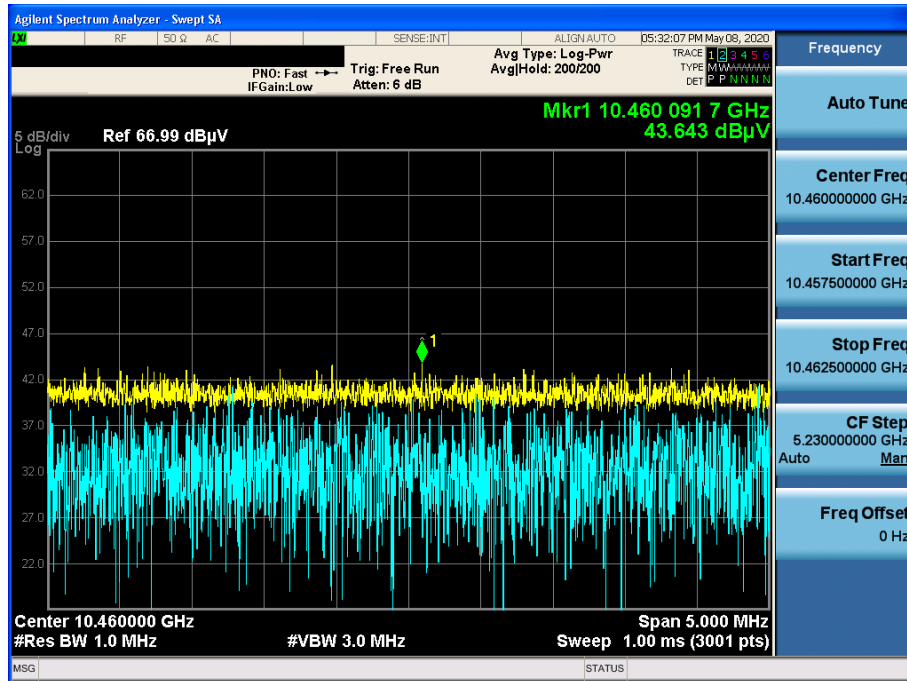 Agilent Spectrum Analyzer - Swept SA
LXI RF 50 Ω AC SENSE:INT ALIGN AUTO 05:32:07 PM May 08, 2020
PNO: Fast Trig: Free Run Avg Type: Log-Pwr TRACE 1 2 3 4 5 6
IFGain:Low Atten: 6 dB Avg|Hold: 200/200 TYPE M W
DET P P N N N N
Mkr1 10.460 091 7 GHz
43.643 dBµV
5 dB/div Ref 66.99 dBµV
Log
62.0
57.0
52.0
47.0
1
42.0
37.0
32.0
27.0
22.0
Center 10.460000 GHz Span 5.000 MHz
#Res BW 1.0 MHz #VBW 3.0 MHz Sweep 1.00 ms (3001 pts)
MSG STATUS
Frequency
Auto Tune
Center Freq
10.460000000 GHz
Start Freq
10.457500000 GHz
Stop Freq
10.462500000 GHz
CF Step
5.230000000 GHz
Auto Man
Freq Offset
0 Hz